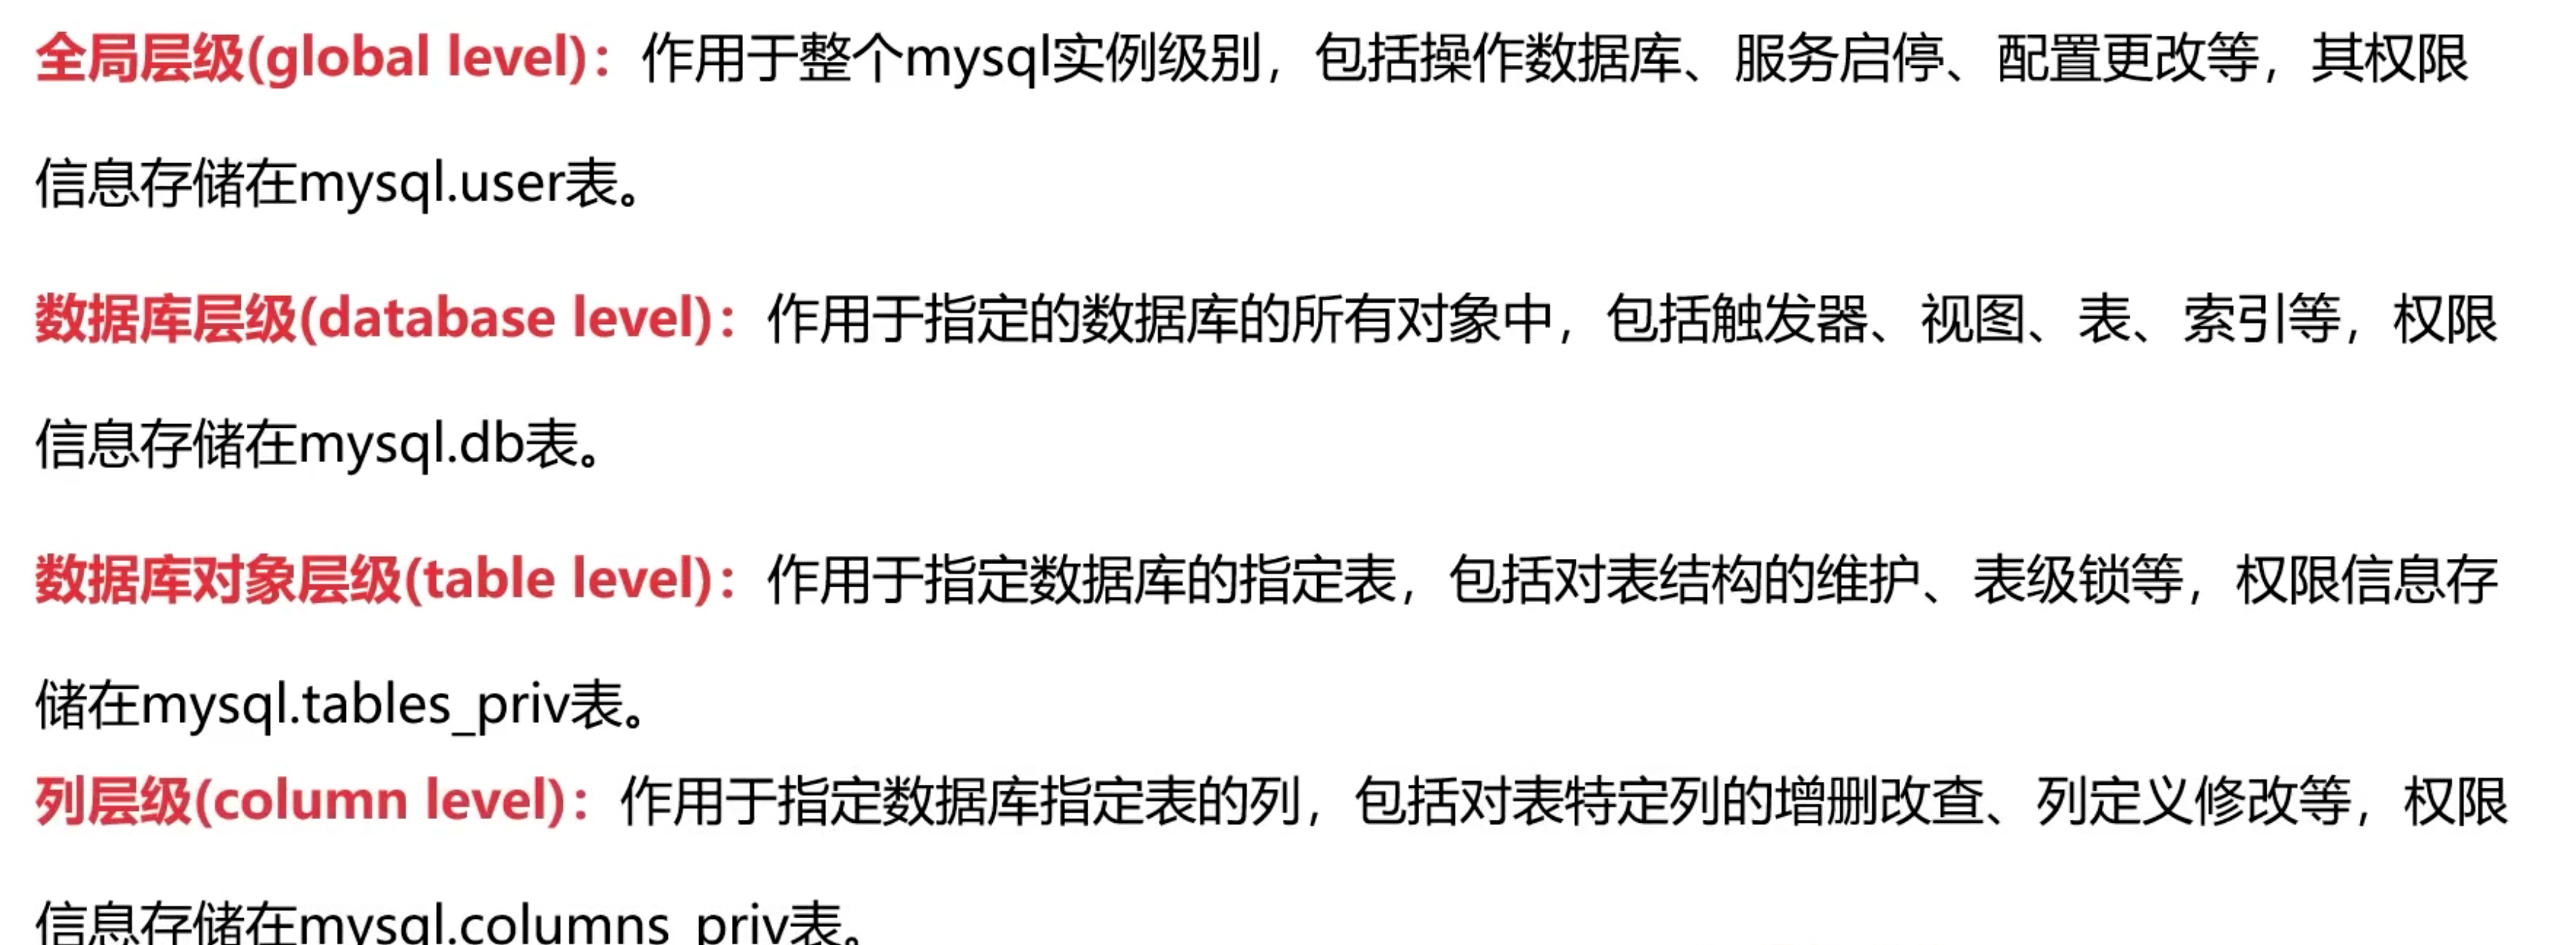 全局层级(global level)：作用于整个mysql实例级别，包括操作数据库、服务启停、配置更改等，其权限
信息存储在mysql.user表。
数据库层级(database level)：作用于指定的数据库的所有对象中，包括触发器、视图、表、索引等，权限
信息存储在mysql.db表。
数据库对象层级(table level)：作用于指定数据库的指定表，包括对表结构的维护、表级锁等，权限信息存
储在mysql.tables_priv表。
列层级(column level)：作用于指定数据库指定表的列，包括对表特定列的增删改查、列定义修改等，权限
信息存储在mysql.columns_priv表。